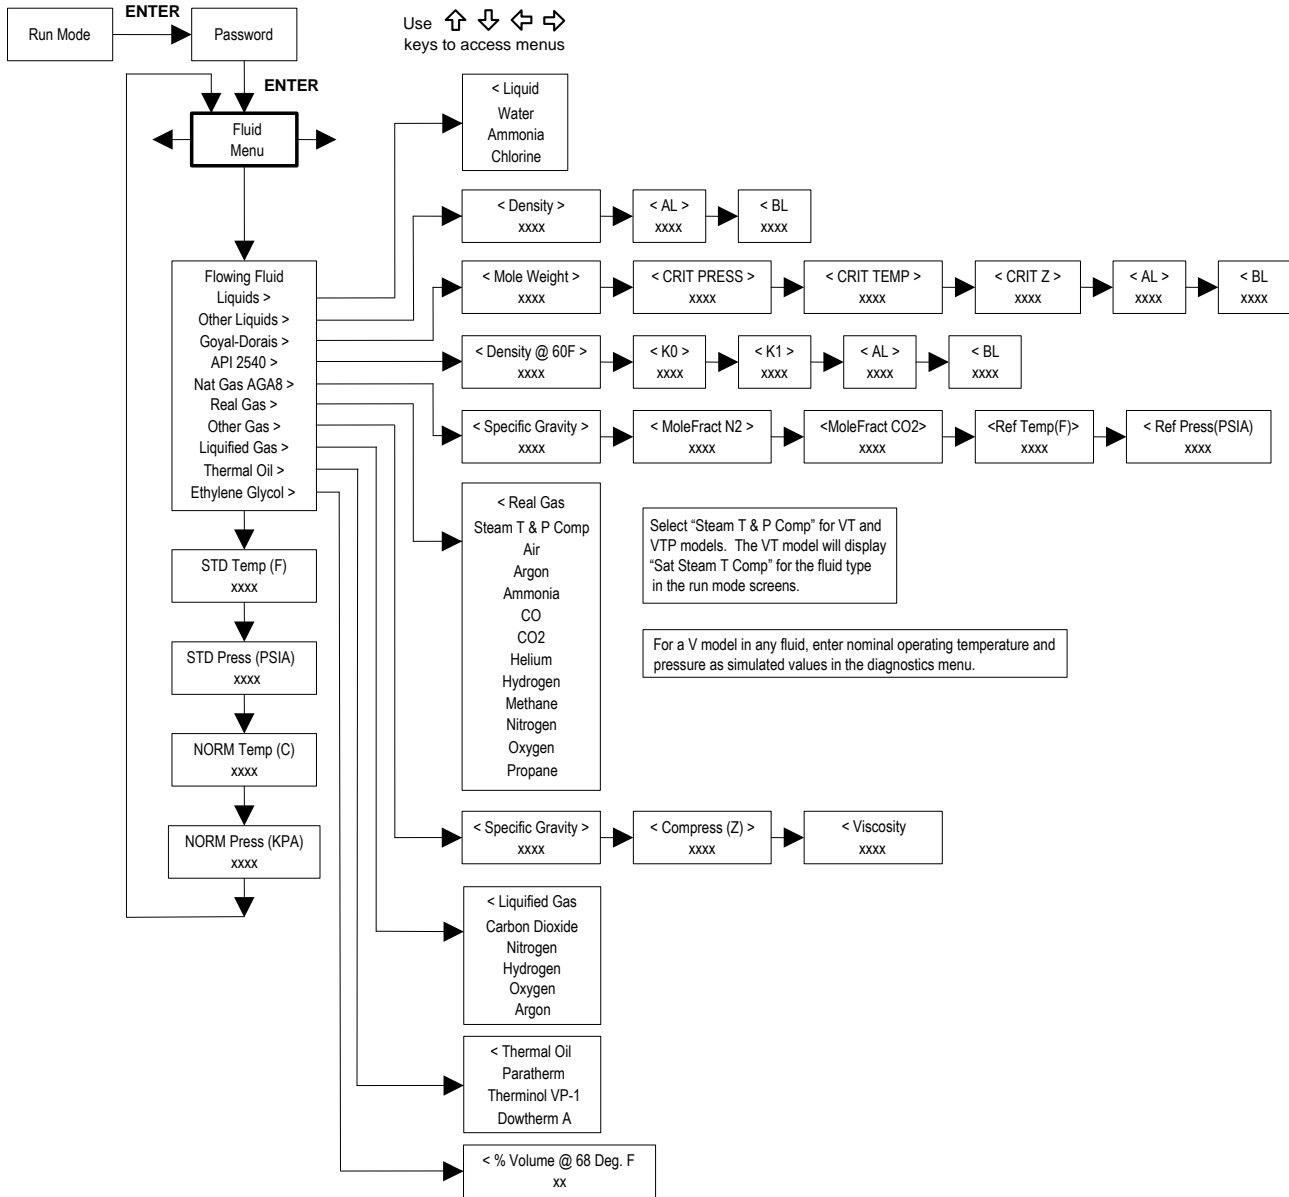 Run Mode
ENTER
Password
Use
keys to access menus
ENTER
Fluid
Menu
< Liquid
Water
Ammonia
Chlorine
< Density >
xxxx
< AL >
xxxx
< BL
xxxx
Flowing Fluid
Liquids >
Other Liquids >
Goyal-Dorais >
API 2540 >
Nat Gas AGA8 >
Real Gas >
Other Gas >
Liquified Gas >
Thermal Oil >
Ethylene Glycol >
< Mole Weight >
xxxx
< CRIT PRESS >
xxxx
< CRIT TEMP >
xxxx
< CRIT Z >
xxxx
< AL >
xxxx
< BL
xxxx
< Density @ 60F >
xxxx
< K0 >
xxxx
< K1 >
xxxx
< AL >
xxxx
< BL
xxxx
< Specific Gravity >
xxxx
< MoleFract N2 >
xxxx
<MoleFract CO2>
xxxx
<Ref Temp(F)>
xxxx
< Ref Press(PSIA)
xxxx
< Real Gas
Steam T & P Comp
Air
Argon
Ammonia
CO
CO2
Helium
Hydrogen
Methane
Nitrogen
Oxygen
Propane
Select “Steam T & P Comp” for VT and
VTP models. The VT model will display
“Sat Steam T Comp” for the fluid type
in the run mode screens.
For a V model in any fluid, enter nominal operating temperature and
pressure as simulated values in the diagnostics menu.
STD Temp (F)
xxxx
STD Press (PSIA)
xxxx
NORM Temp (C)
xxxx
NORM Press (KPA)
xxxx
< Specific Gravity >
xxxx
< Compress (Z) >
xxxx
< Viscosity
xxxx
< Liquified Gas
Carbon Dioxide
Nitrogen
Hydrogen
Oxygen
Argon
< Thermal Oil
Paratherm
Therminol VP-1
Dowtherm A
< % Volume @ 68 Deg. F
xx